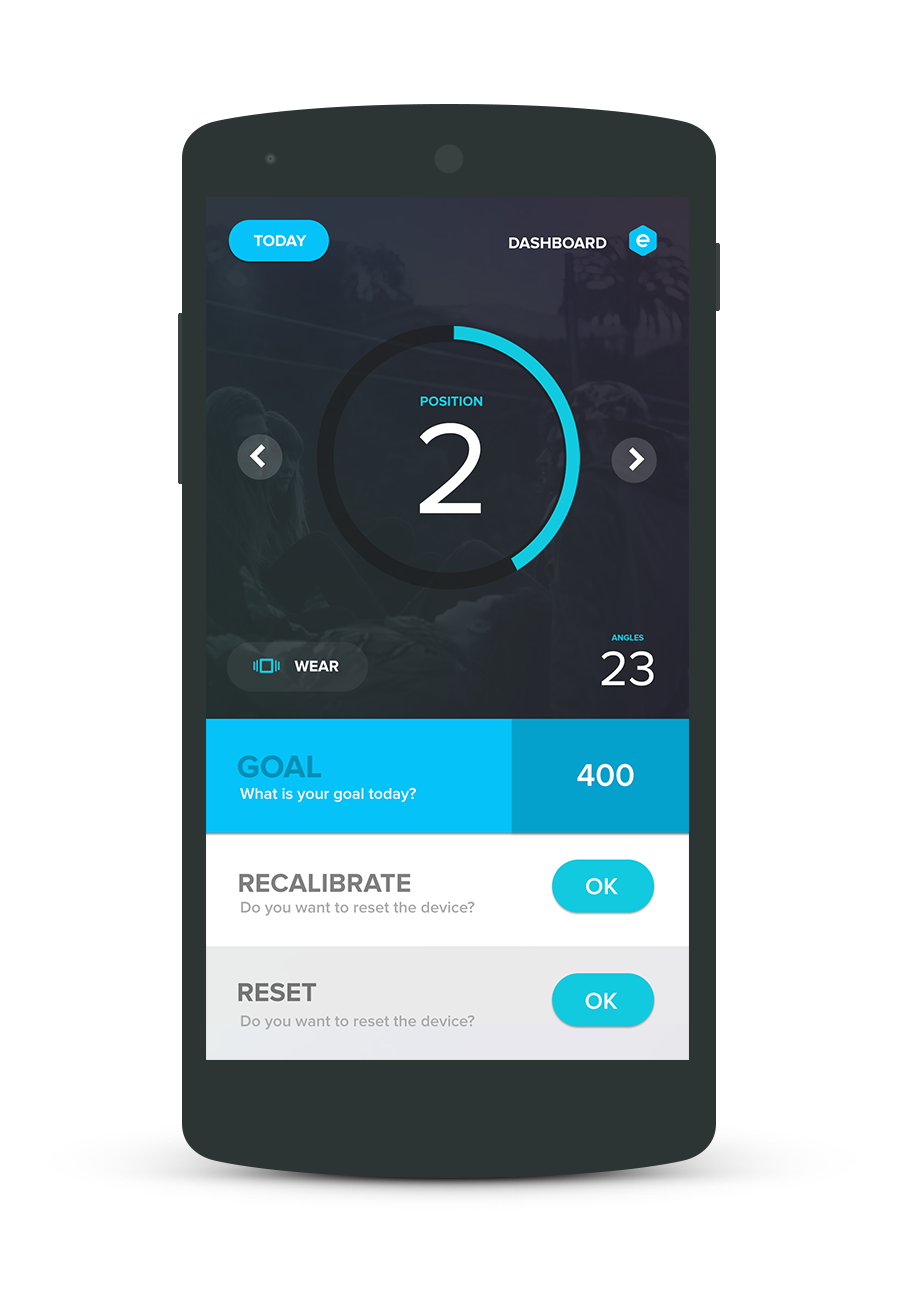 TODAY
DASHBOARD
e
POSITION
2
ANGLES
23
WEAR
GOAL
What is your goal today?
400
RECALIBRATE
Do you want to reset the device?
OK
RESET
Do you want to reset the device?
OK